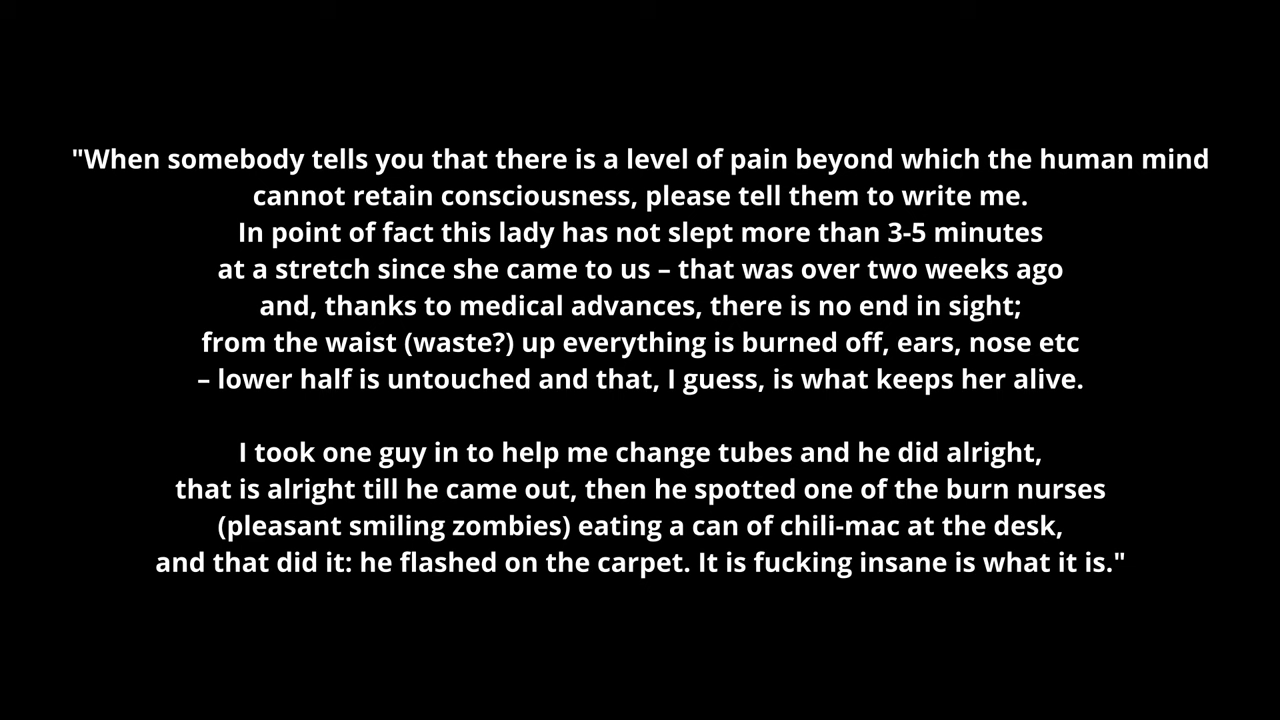 "When somebody tells you that there is a level of pain beyond which the human mind
cannot retain consciousness, please tell them to write me.
In point of fact this lady has not slept more than 3-5 minutes
at a stretch since she came to us – that was over two weeks ago
and, thanks to medical advances, there is no end in sight;
from the waist (waste?) up everything is burned off, ears, nose etc
– lower half is untouched and that, I guess, is what keeps her alive.
I took one guy in to help me change tubes and he did alright,
that is alright till he came out, then he spotted one of the burn nurses
(pleasant smiling zombies) eating a can of chili-mac at the desk,
and that did it: he flashed on the carpet. It is fucking insane is what it is."